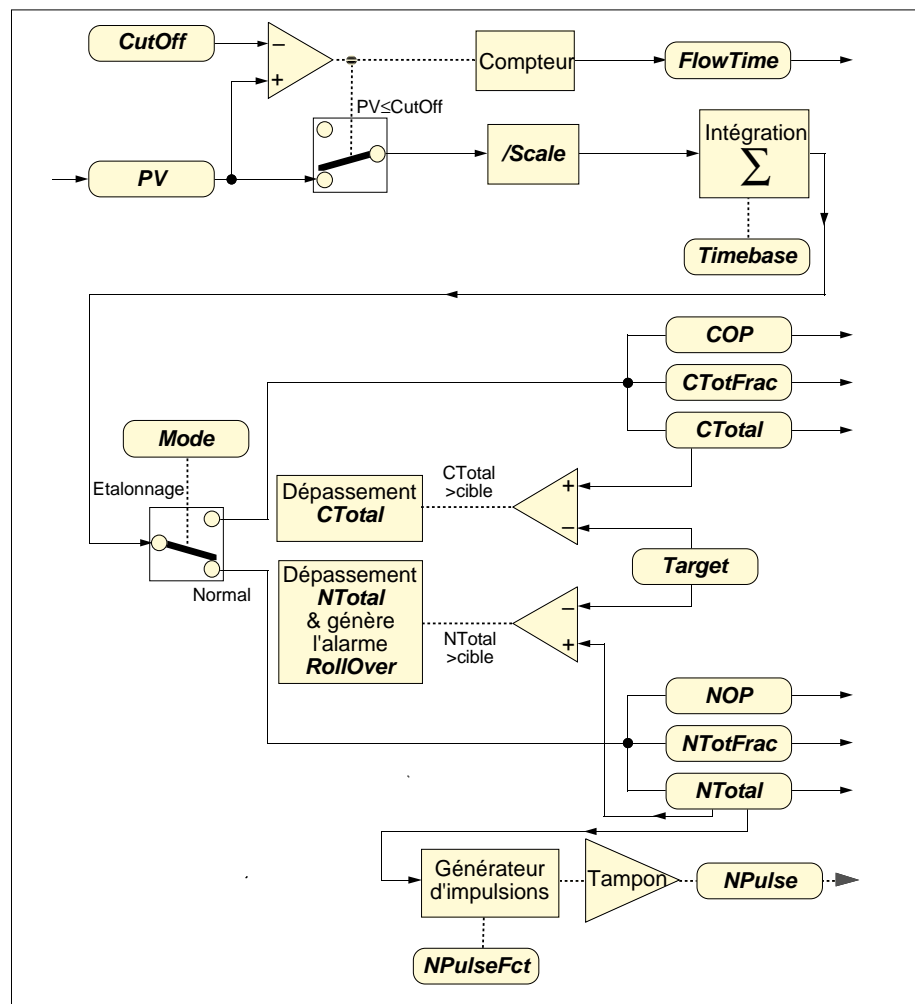 CutOff
−
+
Compteur
FlowTime
PV≤CutOff
PV
/Scale
Intégration
Σ
Timebase
COP
CTotFrac
CTotal
Mode
Etalonnage
Normal
Dépassement
CTotal
CTotal
>cible
+
−
Target
Dépassement
NTotal
& génère
l'alarme
RollOver
NTotal
>cible
−
+
NOP
NTotFrac
NTotal
Générateur
d'impulsions
Tampon
NPulse
NPulseFct